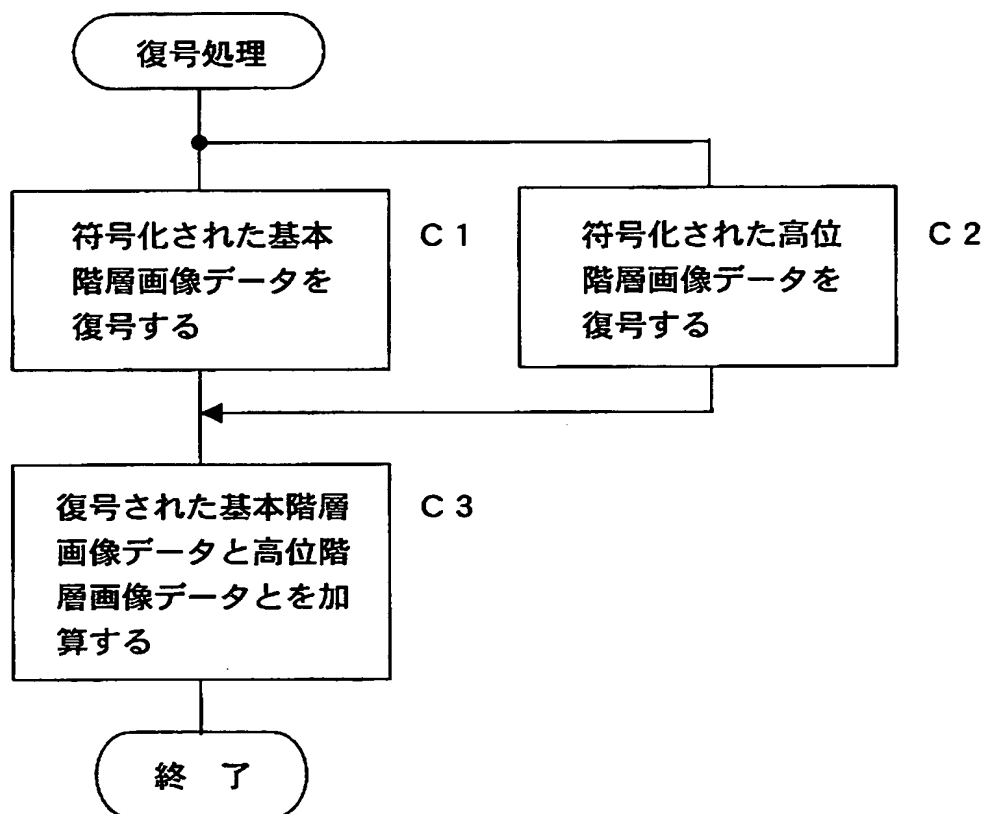 復号処理
符号化された基本
階層画像データを
復号する
C1
符号化された高位
階層画像データを
復号する
C2
復号された基本階層
画像データと高位階
層画像データとを加
算する
C3
終 了